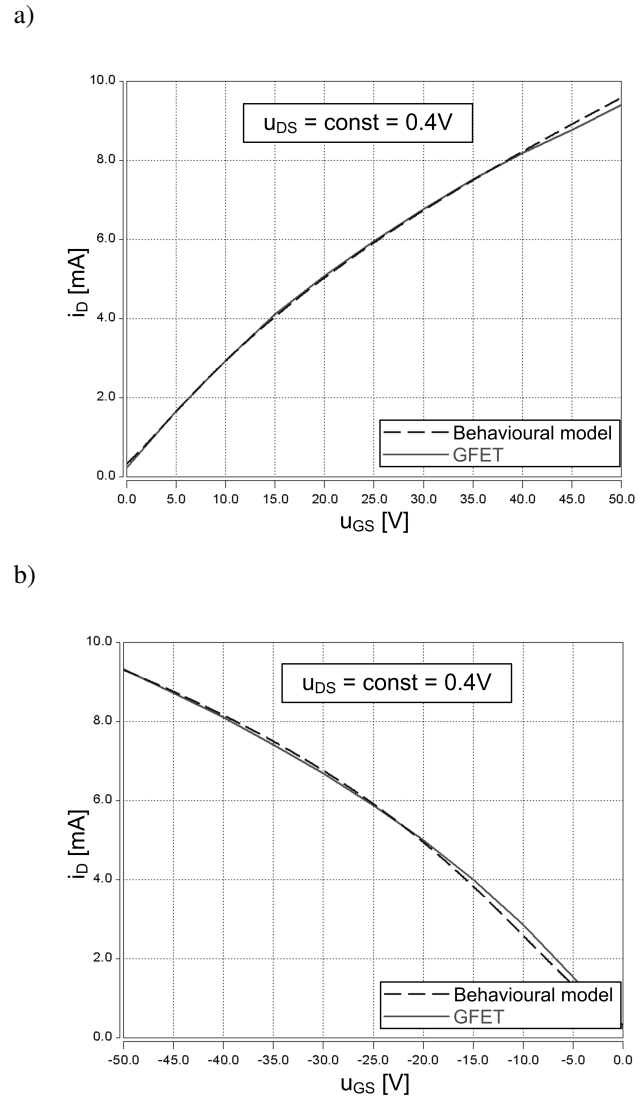 a)
10.0
u_DS = const = 0.4V
8.0
6.0
i_D [mA]
4.0
2.0
Behavioural model
GFET
0.0
0.0 5.0 10.0 15.0 20.0 25.0 30.0 35.0 40.0 45.0 50.0
u_GS [V]
b)
10.0
u_DS = const = 0.4V
8.0
6.0
i_D [mA]
4.0
2.0
Behavioural model
GFET
0.0
-50.0 -45.0 -40.0 -35.0 -30.0 -25.0 -20.0 -15.0 -10.0 -5.0 0.0
u_GS [V]